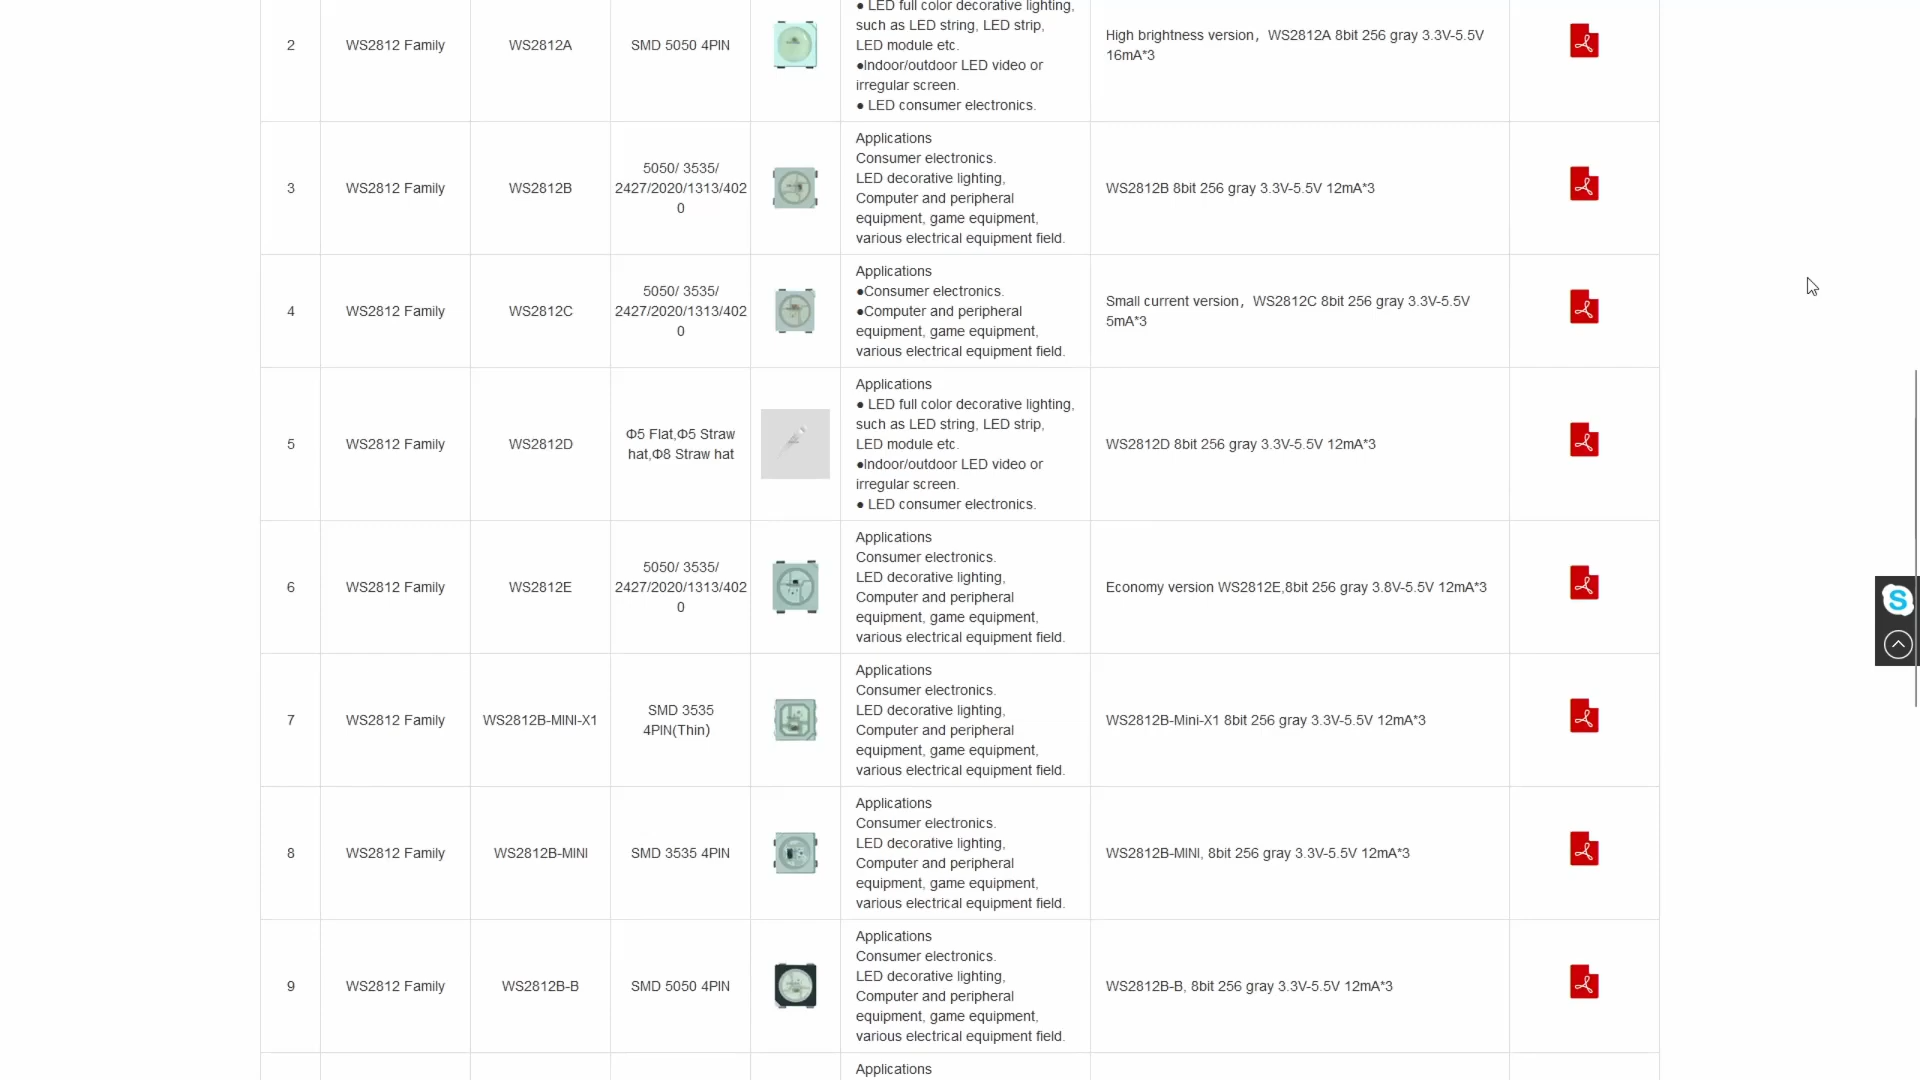 ● LED full color decorative lighting,
such as LED string, LED strip,
LED module etc.
●Indoor/outdoor LED video or
irregular screen.
● LED consumer electronics.
2
WS2812 Family
WS2812A
SMD 5050 4PIN
High brightness version，WS2812A 8bit 256 gray 3.3V-5.5V
16mA*3
3
WS2812 Family
WS2812B
5050/ 3535/
2427/2020/1313/402
0
Applications
Consumer electronics.
LED decorative lighting,
Computer and peripheral
equipment, game equipment,
various electrical equipment field.
WS2812B 8bit 256 gray 3.3V-5.5V 12mA*3
4
WS2812 Family
WS2812C
5050/ 3535/
2427/2020/1313/402
0
Applications
●Consumer electronics.
●Computer and peripheral
equipment, game equipment,
various electrical equipment field.
Small current version，WS2812C 8bit 256 gray 3.3V-5.5V
5mA*3
5
WS2812 Family
WS2812D
Φ5 Flat,Φ5 Straw
hat,Φ8 Straw hat
Applications
● LED full color decorative lighting,
such as LED string, LED strip,
LED module etc.
●Indoor/outdoor LED video or
irregular screen.
● LED consumer electronics.
WS2812D 8bit 256 gray 3.3V-5.5V 12mA*3
6
WS2812 Family
WS2812E
5050/ 3535/
2427/2020/1313/402
0
Applications
Consumer electronics.
LED decorative lighting,
Computer and peripheral
equipment, game equipment,
various electrical equipment field.
Economy version WS2812E,8bit 256 gray 3.8V-5.5V 12mA*3
7
WS2812 Family
WS2812B-MINI-X1
SMD 3535
4PIN(Thin)
Applications
Consumer electronics.
LED decorative lighting,
Computer and peripheral
equipment, game equipment,
various electrical equipment field.
WS2812B-Mini-X1 8bit 256 gray 3.3V-5.5V 12mA*3
8
WS2812 Family
WS2812B-MINI
SMD 3535 4PIN
Applications
Consumer electronics.
LED decorative lighting,
Computer and peripheral
equipment, game equipment,
various electrical equipment field.
WS2812B-MINI, 8bit 256 gray 3.3V-5.5V 12mA*3
9
WS2812 Family
WS2812B-B
SMD 5050 4PIN
Applications
Consumer electronics.
LED decorative lighting,
Computer and peripheral
equipment, game equipment,
various electrical equipment field.
WS2812B-B, 8bit 256 gray 3.3V-5.5V 12mA*3
Applications
S